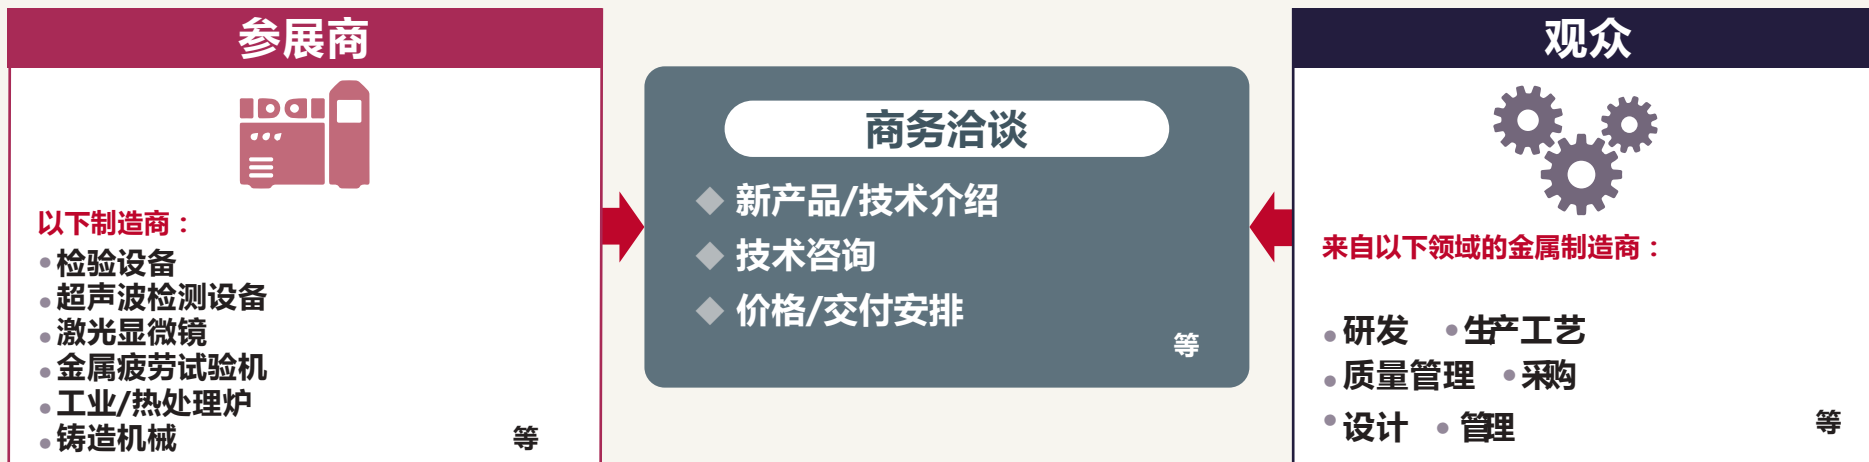 参展商
以下制造商：
•检验设备
•超声波检测设备
•激光显微镜
•金属疲劳试验机
•工业/热处理炉
•铸造机械
等
商务洽谈
◆ 新产品/技术介绍
◆ 技术咨询
◆ 价格/交付安排
等
观众
来自以下领域的金属制造商：
•研发 •生产工艺
•质量管理 •采购
•设计 •管理
等